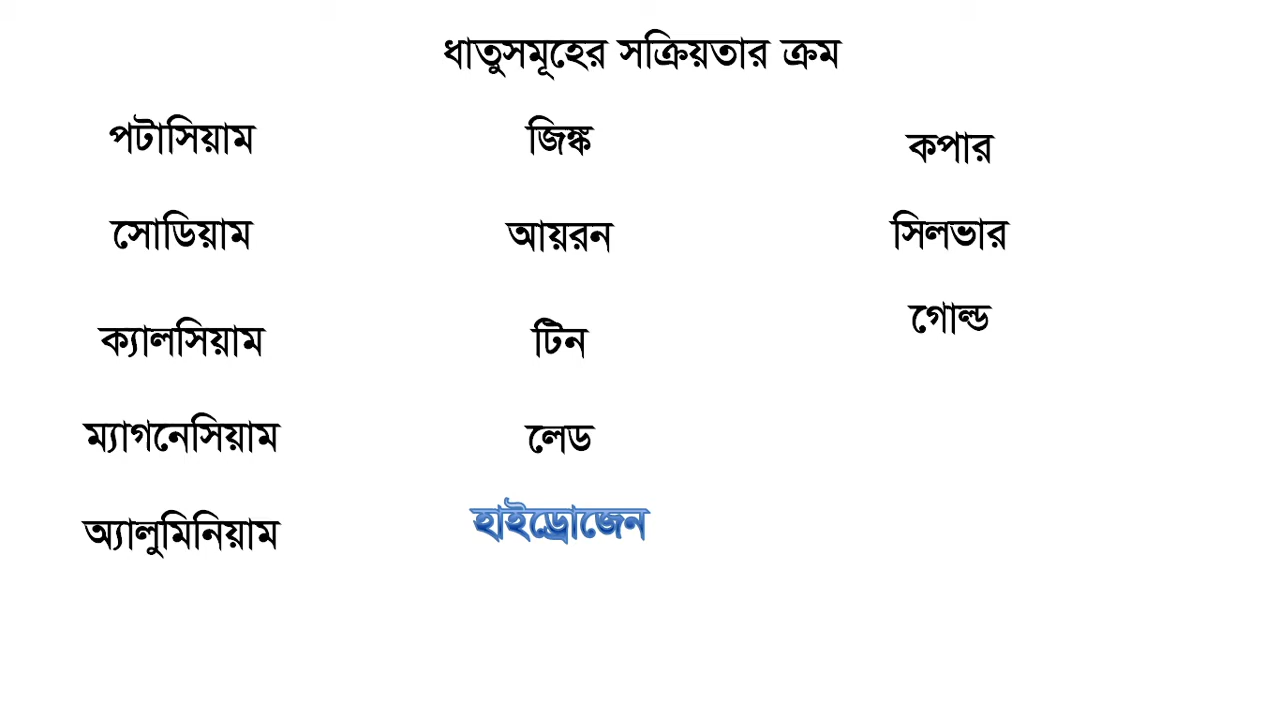 ধাতুসমূহের সক্রিয়তার ক্রম
পটাসিয়াম
সোডিয়াম
ক্যালসিয়াম
ম্যাগনেসিয়াম
অ্যালুমিনিয়াম
জিঙ্ক
আয়রন
টিন
লেড
হাইড্রোজেন
কপার
সিলভার
গোল্ড